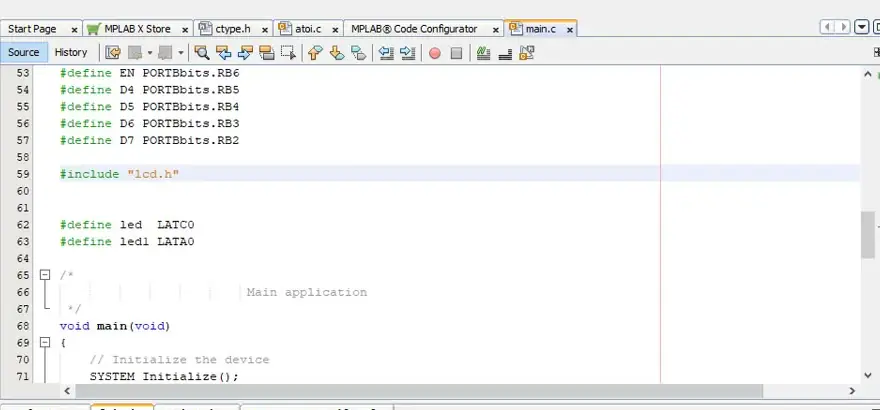 Start Page MPLAB X Store ctype.h atoi.c MPLAB® Code Configurator main.c
Source History
53 #define EN PORTBbits.RB6
54 #define D4 PORTBbits.RB5
55 #define D5 PORTBbits.RB4
56 #define D6 PORTBbits.RB3
57 #define D7 PORTBbits.RB2
58
59 #include "lcd.h"
60
61
62 #define led  LATC0
63 #define led1 LATA0
64
65 /*
66 Main application
67 */
68 void main(void)
69 {
70 // Initialize the device
71 SYSTEM_Initialize();